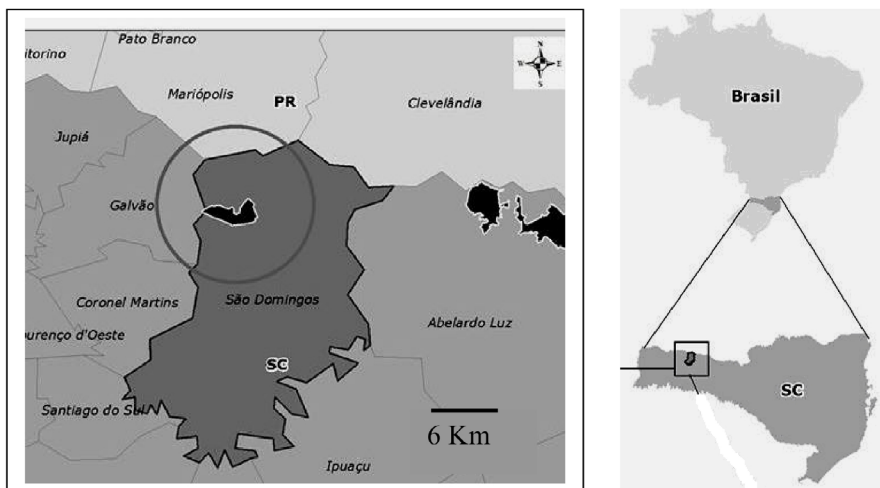 Pato Branco
itorino
Mariópolis
PR
Clevelândia
N
W
E
S
Jupiá
Galvão
Coronel Martins
São Domingos
Abelardo Luz
ourenço d'Oeste
SC
Santiago do Sul
6 Km
Ipuaçu
Brasil
SC